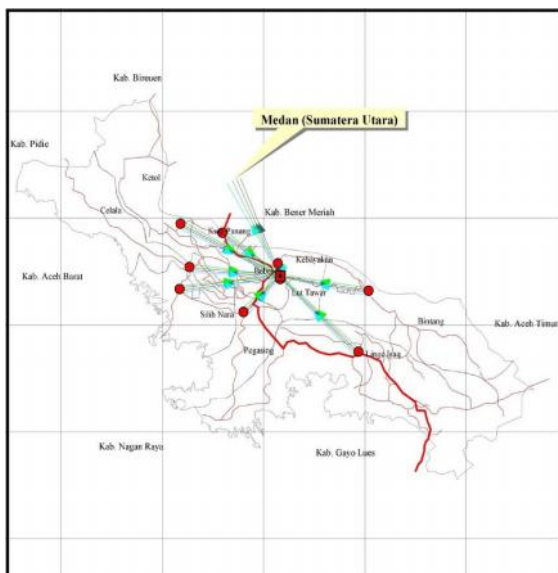 Kab. Bireuen
Medan (Sumatera Utara)
Kab. Pidie
Ketol
Celala
Kab. Bener Meriah
Kebayakan
Kab. Aceh Barat
Lut Tawar
Silih Nara
Bintang
Kab. Aceh Timur
Pegasing
Linge Isaq
Kab. Nagan Raya
Kab. Gayo Lues